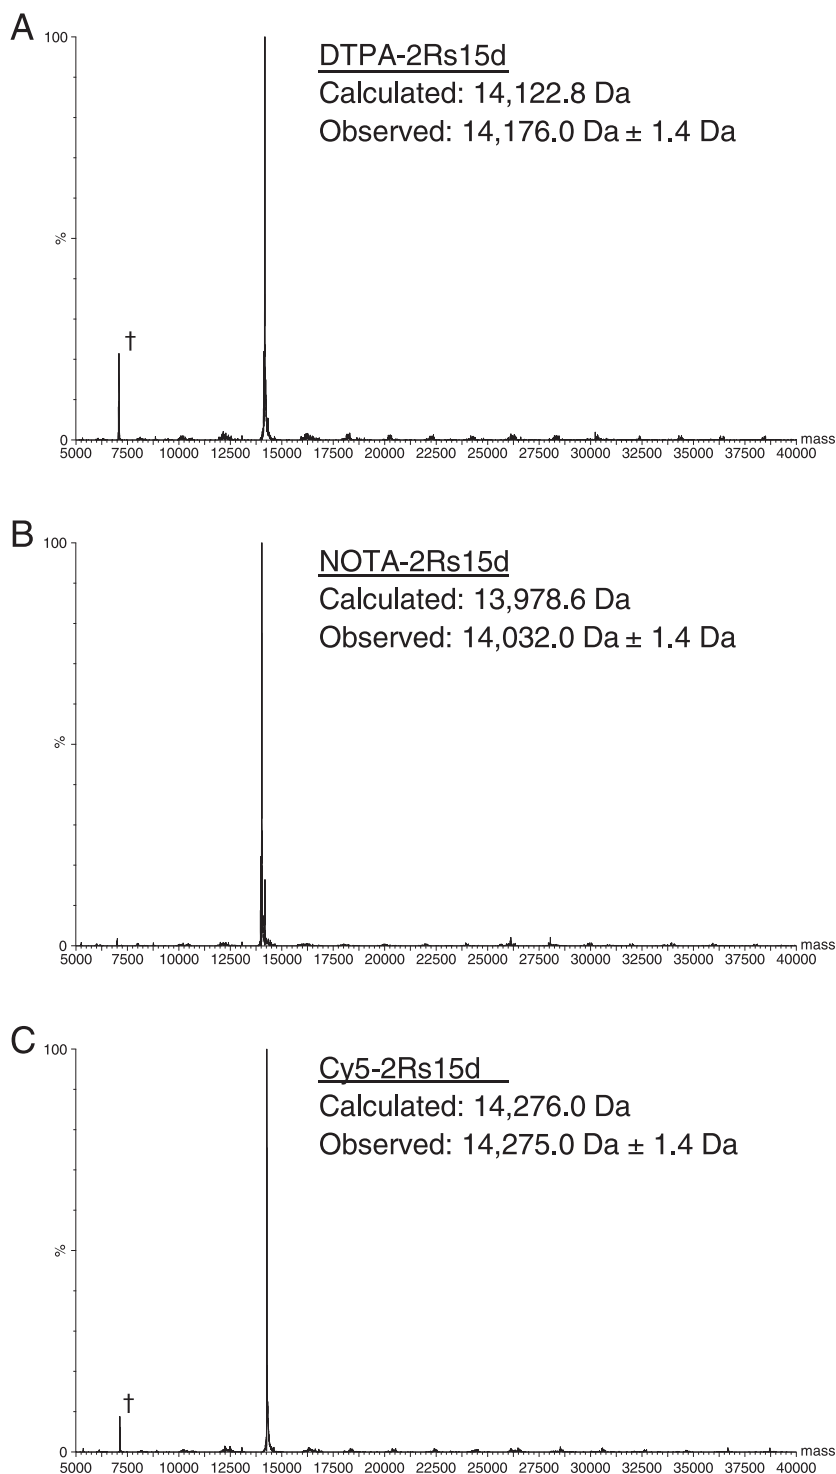 A
100
DTPA-2Rs15d
Calculated: 14,122.8 Da
Observed: 14,176.0 Da ± 1.4 Da
%
†
0
mass
5000 7500 10000 12500 15000 17500 20000 22500 25000 27500 30000 32500 35000 37500 40000
B
100
NOTA-2Rs15d
Calculated: 13,978.6 Da
Observed: 14,032.0 Da ± 1.4 Da
%
0
mass
5000 7500 10000 12500 15000 17500 20000 22500 25000 27500 30000 32500 35000 37500 40000
C
100
Cy5-2Rs15d
Calculated: 14,276.0 Da
Observed: 14,275.0 Da ± 1.4 Da
%
†
0
mass
5000 7500 10000 12500 15000 17500 20000 22500 25000 27500 30000 32500 35000 37500 40000